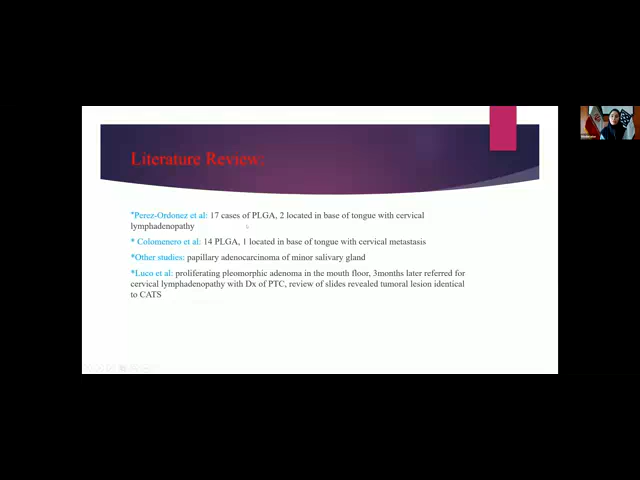 Literature Review:
*Perez-Ordonez et al: 17 cases of PLGA, 2 located in base of tongue with cervical
lymphadenopathy
* Colomenero et al: 14 PLGA, 1 located in base of tongue with cervical metastasis
*Other studies: papillary adenocarcinoma of minor salivary gland
*Luco et al: proliferating pleomorphic adenoma in the mouth floor, 3months later referred for
cervical lymphadenopathy with Dx of PTC, review of slides revealed tumoral lesion identical
to CATS